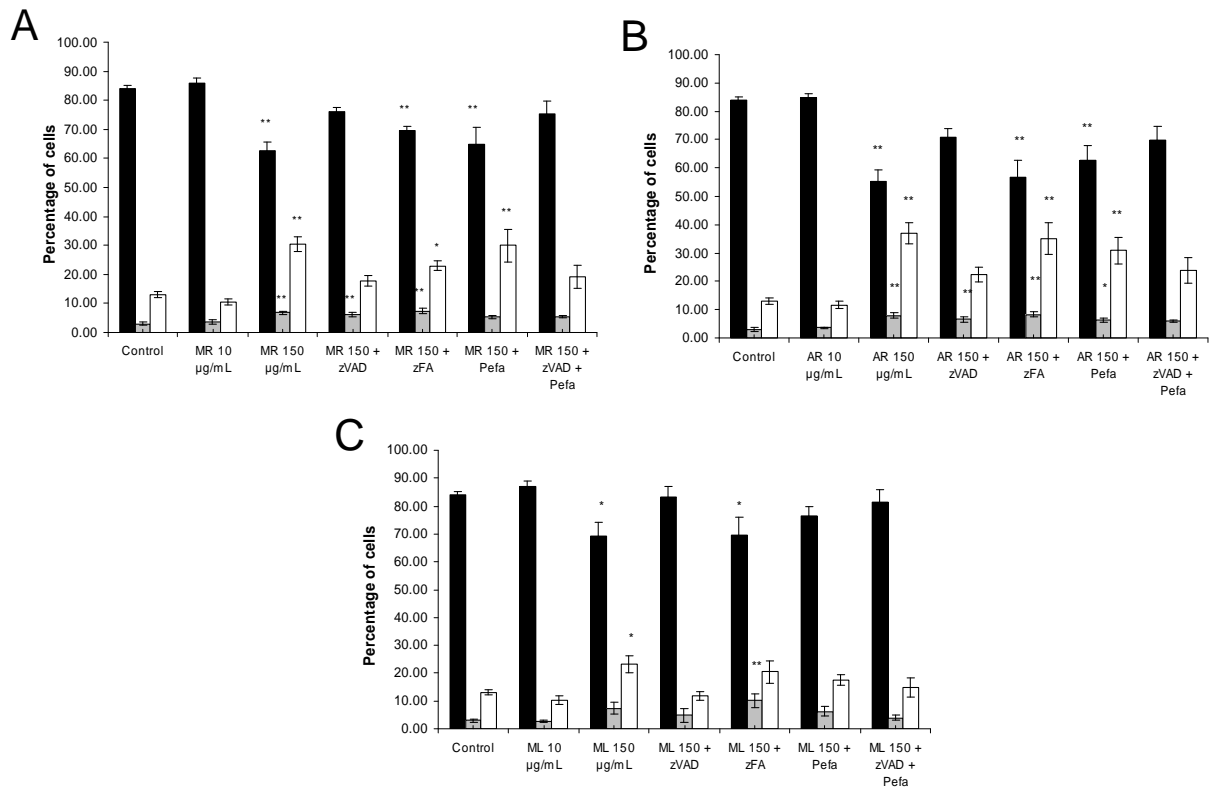 A
Percentage of cells
100.00
90.00
80.00
70.00
60.00
50.00
40.00
30.00
20.00
10.00
0.00
** ** **
** * **
** ** **
Control MR 10 MR 150 MR 150 + MR 150 + MR 150 + MR 150 +
µg/mL µg/mL zVAD zFA Pefa zVAD +
Pefa
B
Percentage of cells
100.00
90.00
80.00
70.00
60.00
50.00
40.00
30.00
20.00
10.00
0.00
** ** **
** ** **
** ** ** *
Control AR 10 AR 150 AR 150 + AR 150 + AR 150 + AR 150 +
µg/mL µg/mL zVAD zFA Pefa zVAD +
Pefa
C
Percentage of cells
100.00
90.00
80.00
70.00
60.00
50.00
40.00
30.00
20.00
10.00
0.00
* *
*
**
Control ML 10 ML 150 ML 150 + ML 150 + ML 150 + ML 150 +
µg/mL µg/mL zVAD zFA Pefa zVAD +
Pefa